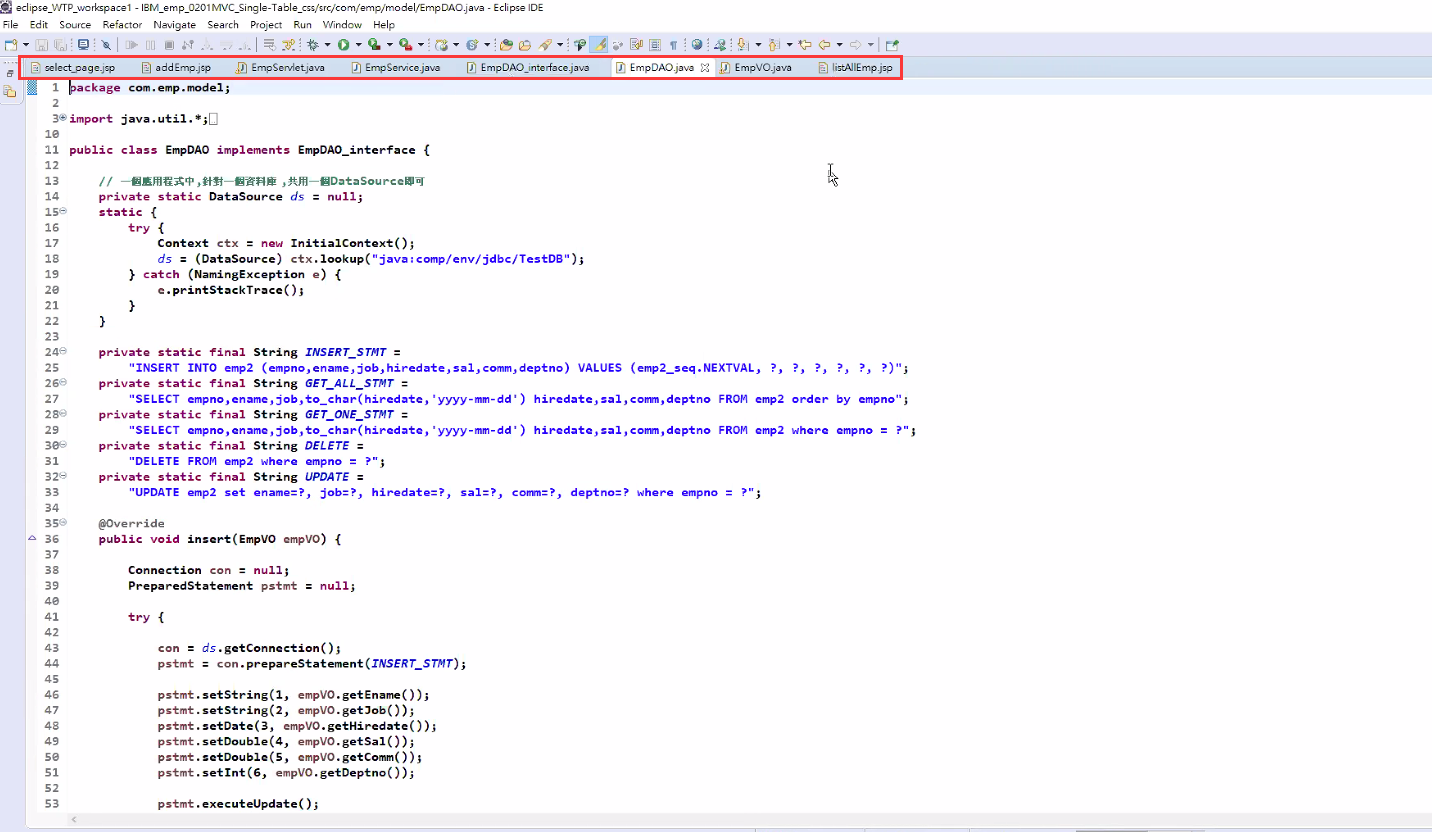 eclipse_WTP_workspace1 - IBM_emp_0201MVC_Single-Table_css/src/com/emp/model/EmpDAO.java - Eclipse IDE
File Edit Source Refactor Navigate Search Project Run Window Help
select_page.jsp addEmp.jsp EmpServlet.java EmpService.java EmpDAO_interface.java EmpDAO.java EmpVO.java listAllEmp.jsp
1 package com.emp.model;
2
3 import java.util.*;
10
11 public class EmpDAO implements EmpDAO_interface {
12
13 // 一個應用程式中,針對一個資料庫 ,共用一個DataSource即可
14 private static DataSource ds = null;
15 static {
16 try {
17 Context ctx = new InitialContext();
18 ds = (DataSource) ctx.lookup("java:comp/env/jdbc/TestDB");
19 } catch (NamingException e) {
20 e.printStackTrace();
21 }
22 }
23
24 private static final String INSERT_STMT =
25 "INSERT INTO emp2 (empno,ename,job,hiredate,sal,comm,deptno) VALUES (emp2_seq.NEXTVAL, ?, ?, ?, ?, ?, ?)";
26 private static final String GET_ALL_STMT =
27 "SELECT empno,ename,job,to_char(hiredate,'yyyy-mm-dd') hiredate,sal,comm,deptno FROM emp2 order by empno";
28 private static final String GET_ONE_STMT =
29 "SELECT empno,ename,job,to_char(hiredate,'yyyy-mm-dd') hiredate,sal,comm,deptno FROM emp2 where empno = ?";
30 private static final String DELETE =
31 "DELETE FROM emp2 where empno = ?";
32 private static final String UPDATE =
33 "UPDATE emp2 set ename=?, job=?, hiredate=?, sal=?, comm=?, deptno=? where empno = ?";
34
35 @Override
36 public void insert(EmpVO empVO) {
37
38 Connection con = null;
39 PreparedStatement pstmt = null;
40
41 try {
42
43 con = ds.getConnection();
44 pstmt = con.prepareStatement(INSERT_STMT);
45
46 pstmt.setString(1, empVO.getEname());
47 pstmt.setString(2, empVO.getJob());
48 pstmt.setDate(3, empVO.getHiredate());
49 pstmt.setDouble(4, empVO.getSal());
50 pstmt.setDouble(5, empVO.getComm());
51 pstmt.setInt(6, empVO.getDeptno());
52
53 pstmt.executeUpdate();